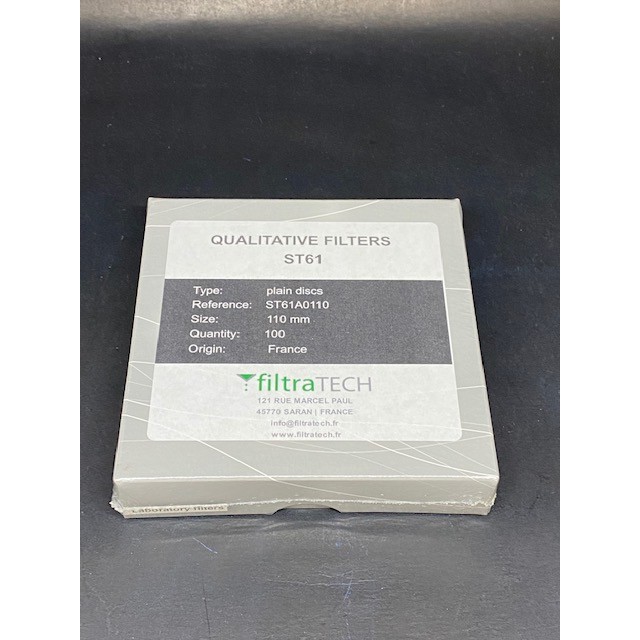 QUALITATIVE FILTERS
ST61
Type: plain discs
Reference: ST61A0110
Size: 110 mm
Quantity: 100
Origin: France
filtraTECH
121 RUE MARCEL PAUL
45770 SARAN | FRANCE
info@filtratech.fr
www.filtratech.fr
Laboratory filters